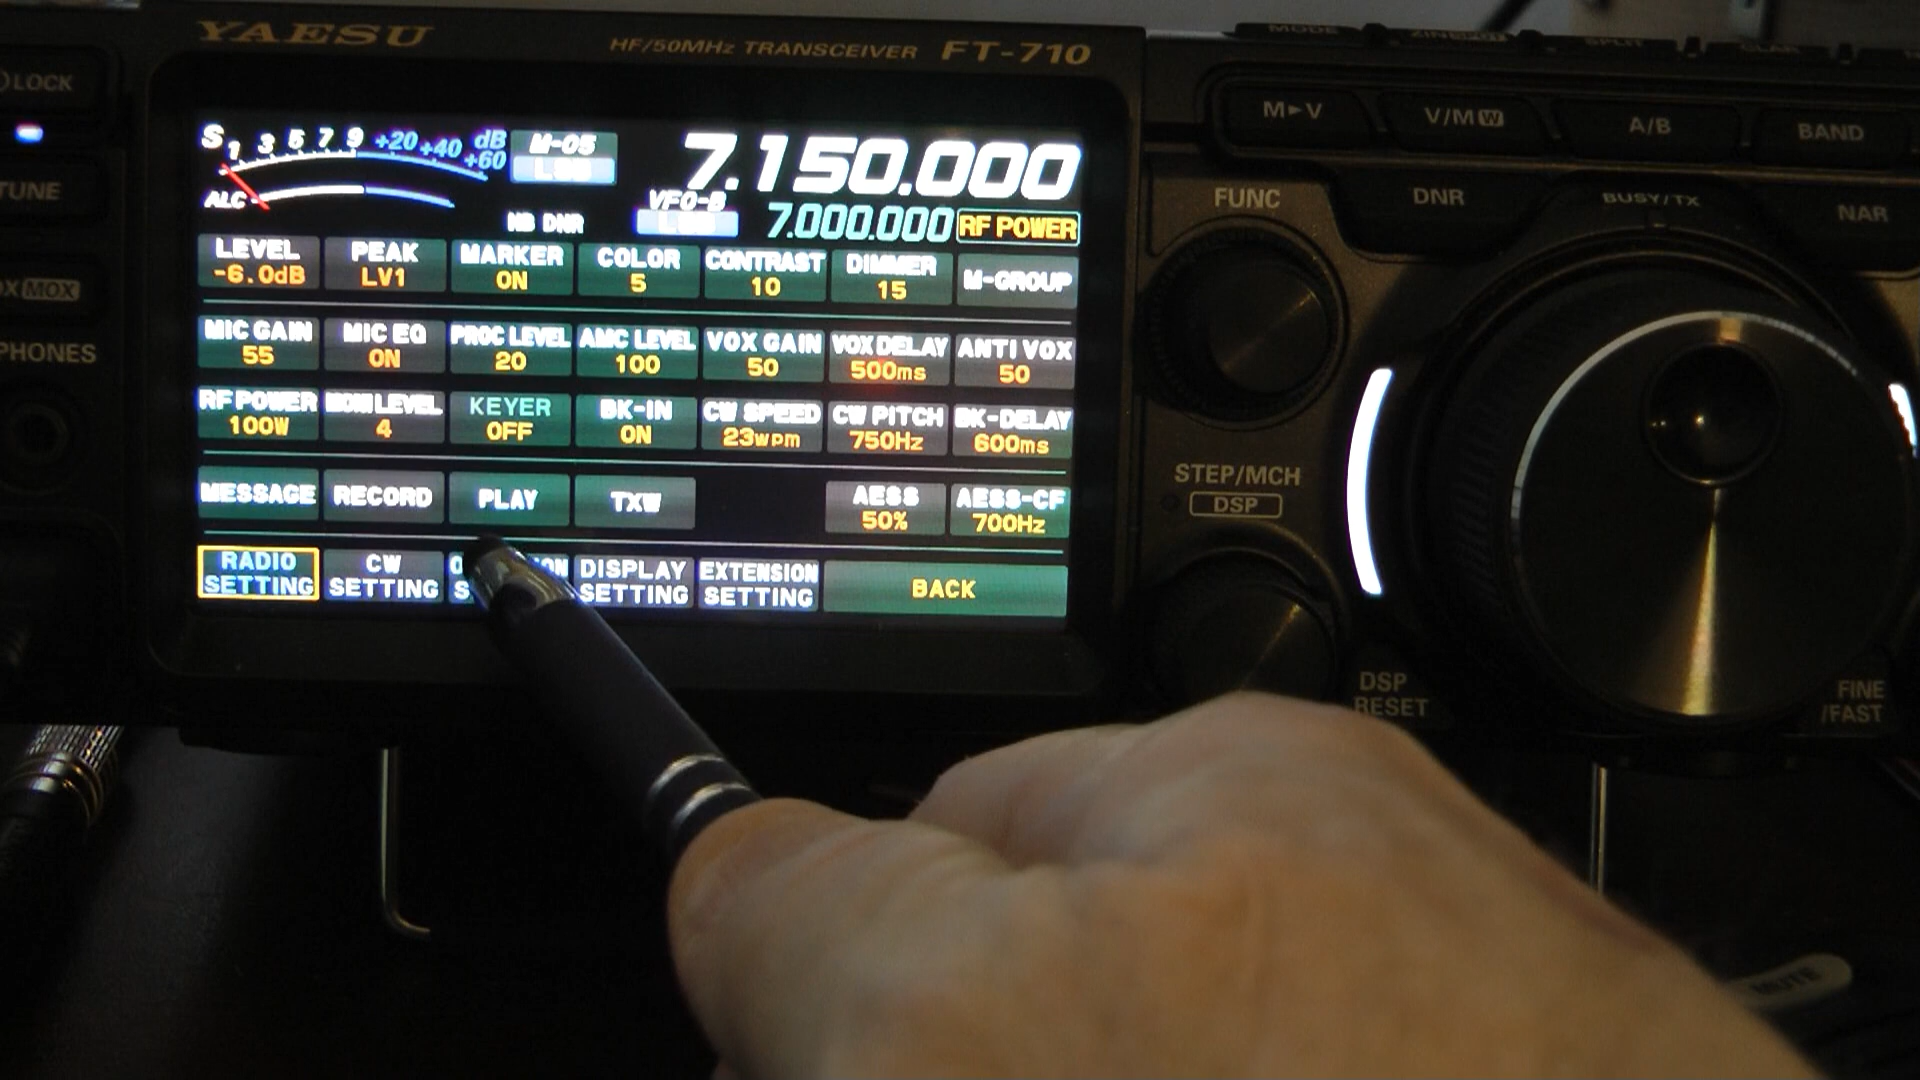 YAESU
HF/50MHz TRANSCEIVER FT-710
LOCK
TUNE
MOX
PHONES
S 1 3 5 7 9 +20 +40 +60 dB
ALC
M-05
7.150.000
VFO-B
7.000.000
NB DNR
RF POWER
LEVEL -6.0dB
PEAK LV1
MARKER ON
COLOR 5
CONTRAST 10
DIMMER 15
M-GROUP
MIC GAIN 55
MIC EQ ON
PROC LEVEL 20
AMC LEVEL 100
VOX GAIN 50
VOX DELAY 500ms
ANTI VOX 50
RF POWER 100W
MONI LEVEL 4
KEYER OFF
BK-IN ON
CW SPEED 23wpm
CW PITCH 750Hz
BK-DELAY 600ms
MESSAGE
RECORD
PLAY
TXW
AESS 50%
AESS-CF 700Hz
RADIO SETTING
CW SETTING
DISPLAY SETTING
EXTENSION SETTING
BACK
MODE
SPLIT
CLAR
M►V
V/M W
A/B
BAND
FUNC
DNR
BUSY/TX
NAR
STEP/MCH
DSP
DSP RESET
FINE /FAST
MUTE